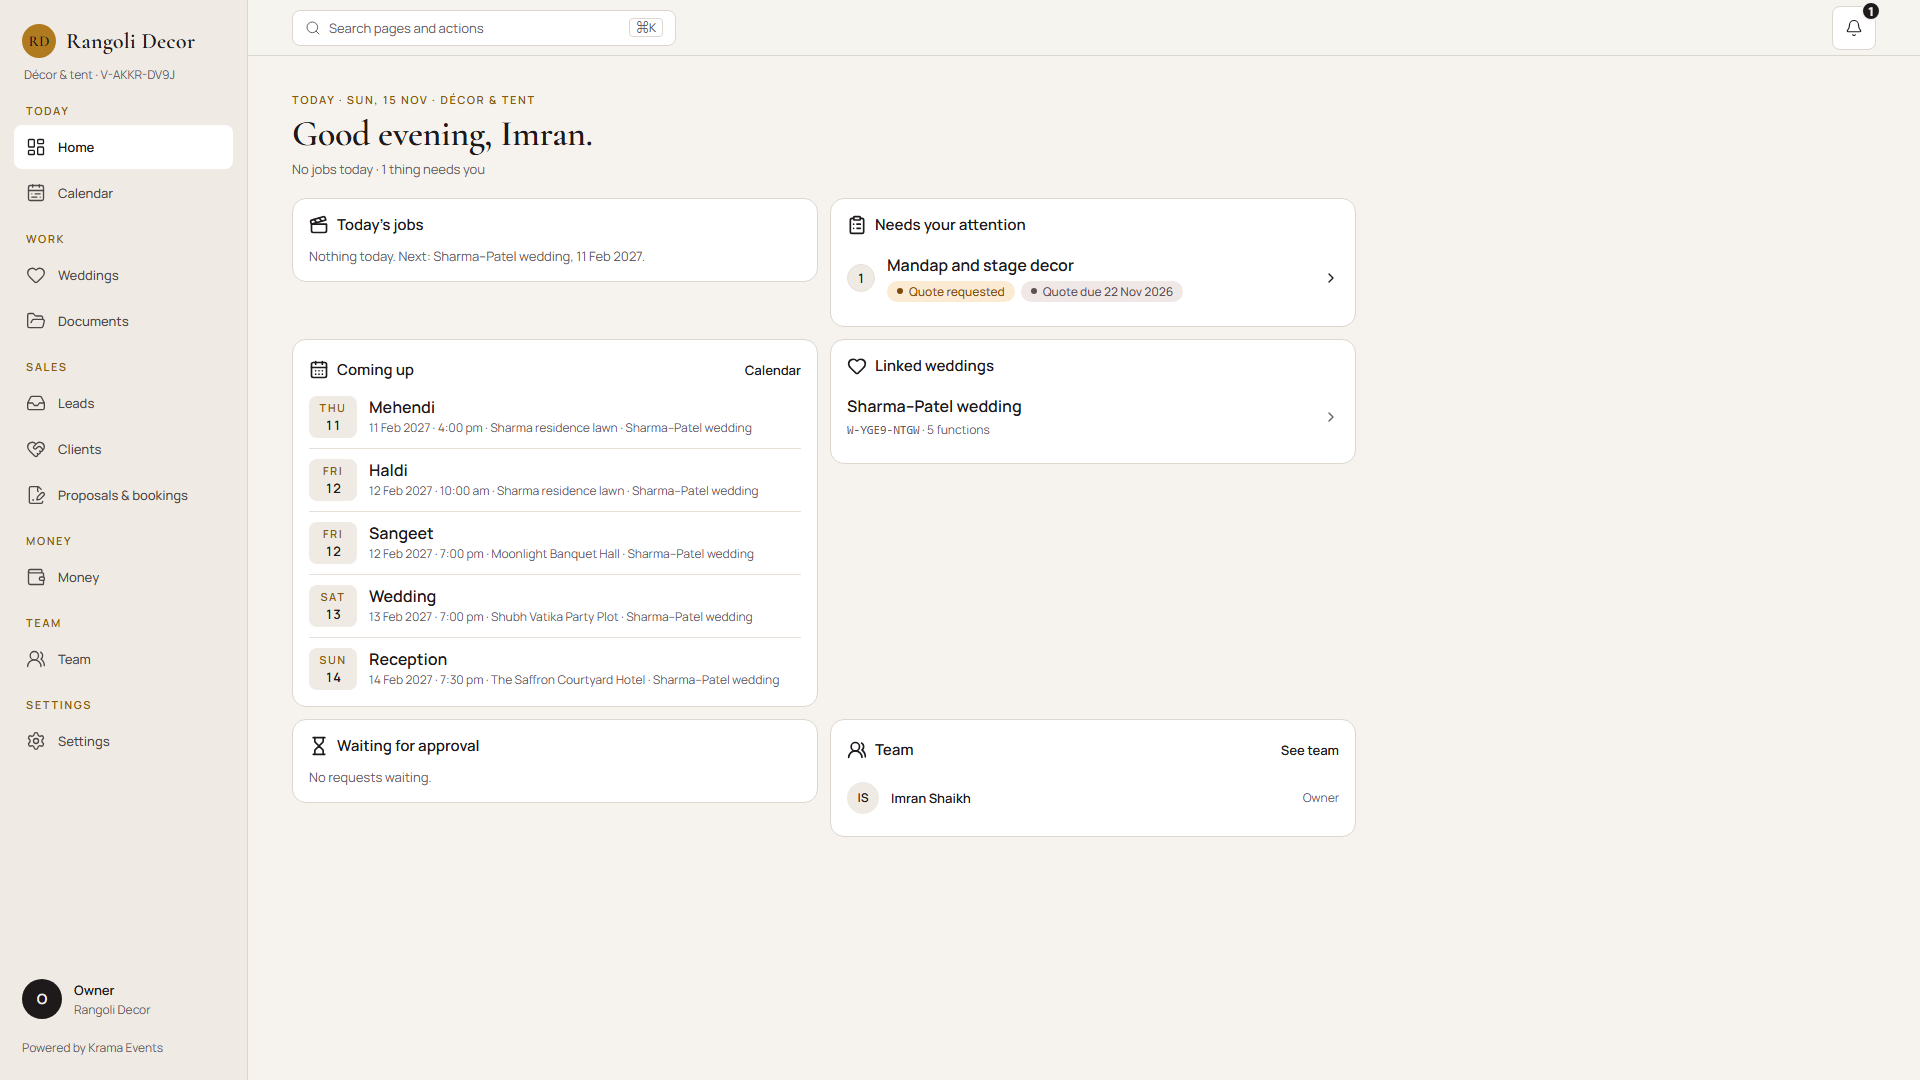 RD Rangoli Decor
Décor & tent · V-AKKR-DV9J
TODAY
Home
Calendar
WORK
Weddings
Documents
SALES
Leads
Clients
Proposals & bookings
MONEY
Money
TEAM
Team
SETTINGS
Settings
O
Owner
Rangoli Decor
Powered by Krama Events
Search pages and actions ⌘K
1
TODAY · SUN, 15 NOV · DÉCOR & TENT
Good evening, Imran.
No jobs today · 1 thing needs you
Today's jobs
Nothing today. Next: Sharma–Patel wedding, 11 Feb 2027.
Needs your attention
1
Mandap and stage decor
Quote requested Quote due 22 Nov 2026
Coming up Calendar
THU 11
Mehendi
11 Feb 2027 · 4:00 pm · Sharma residence lawn · Sharma–Patel wedding
FRI 12
Haldi
12 Feb 2027 · 10:00 am · Sharma residence lawn · Sharma–Patel wedding
FRI 12
Sangeet
12 Feb 2027 · 7:00 pm · Moonlight Banquet Hall · Sharma–Patel wedding
SAT 13
Wedding
13 Feb 2027 · 7:00 pm · Shubh Vatika Party Plot · Sharma–Patel wedding
SUN 14
Reception
14 Feb 2027 · 7:30 pm · The Saffron Courtyard Hotel · Sharma–Patel wedding
Linked weddings
Sharma–Patel wedding
W-YGE9-NTGW · 5 functions
Waiting for approval
No requests waiting.
Team See team
IS Imran Shaikh Owner